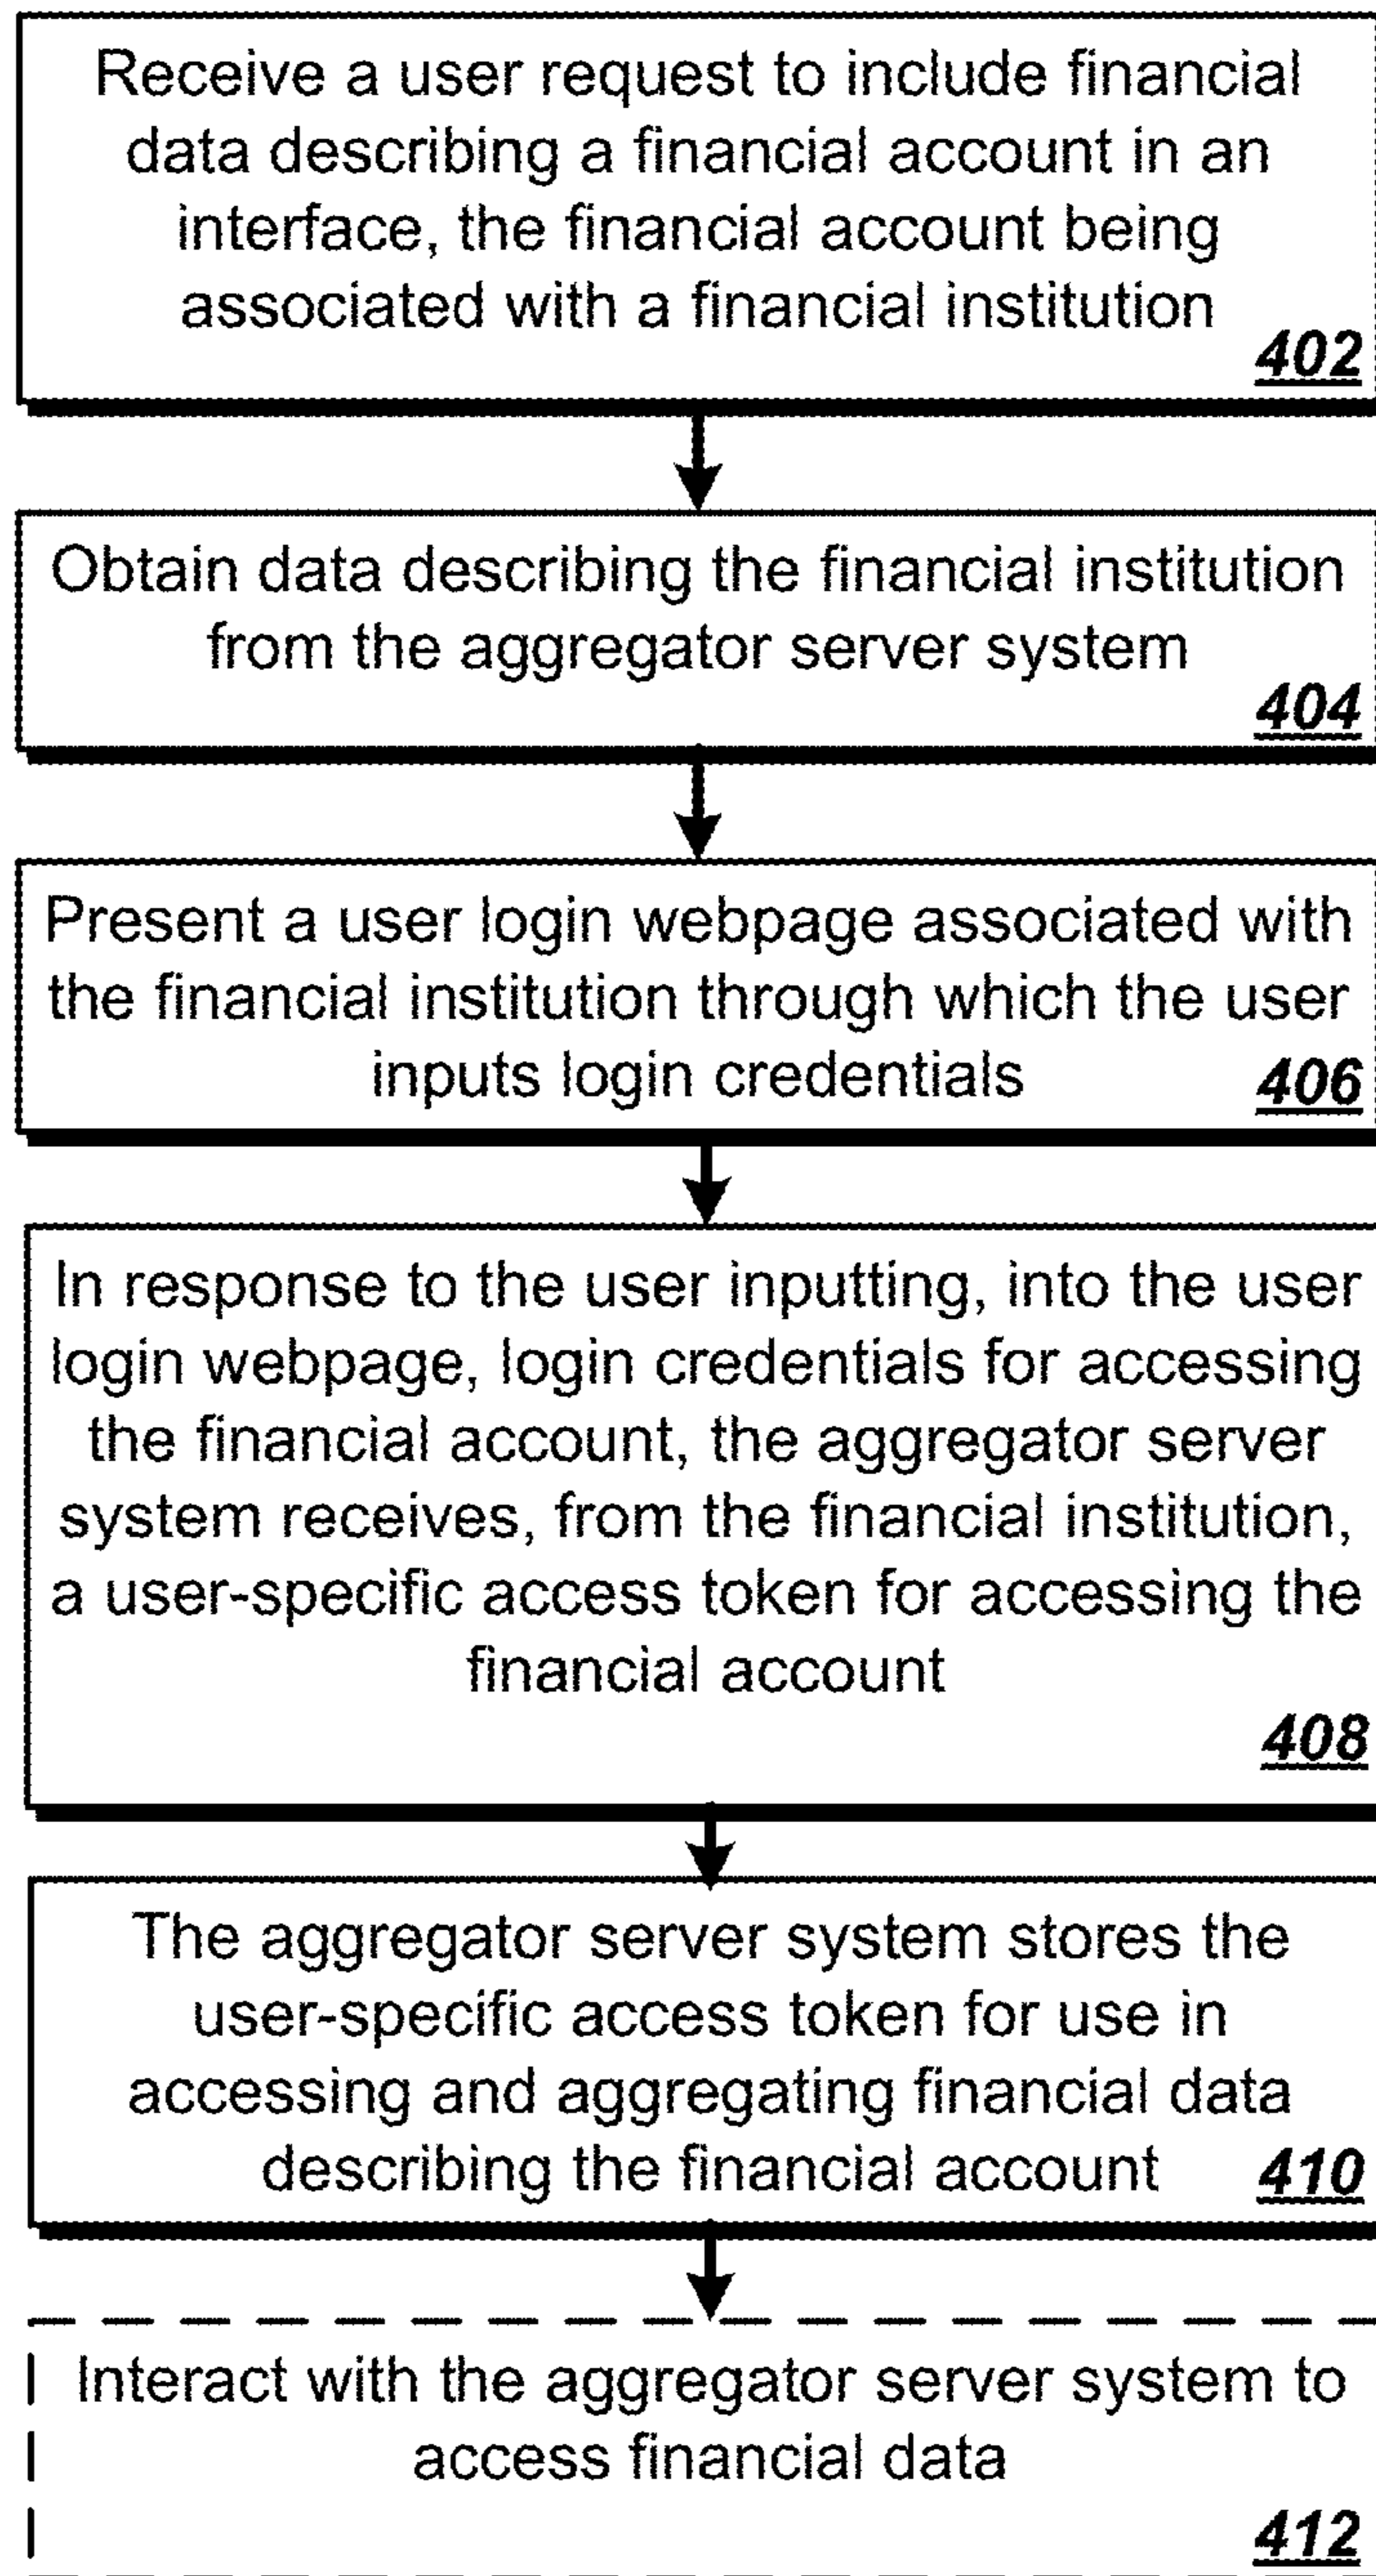 Receive a user request to include financial
data describing a financial account in an
interface, the financial account being
associated with a financial institution
402
Obtain data describing the financial institution
from the aggregator server system
404
Present a user login webpage associated with
the financial institution through which the user
inputs login credentials
406
In response to the user inputting, into the user
login webpage, login credentials for accessing
the financial account, the aggregator server
system receives, from the financial institution,
a user-specific access token for accessing the
financial account
408
The aggregator server system stores the
user-specific access token for use in
accessing and aggregating financial data
describing the financial account
410
Interact with the aggregator server system to
access financial data
412